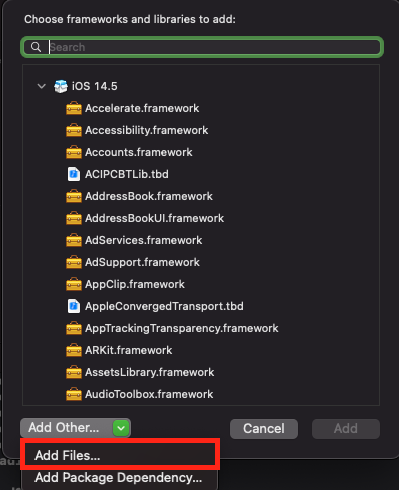 Choose frameworks and libraries to add:
Search
iOS 14.5
Accelerate.framework
Accessibility.framework
Accounts.framework
ACIPCBTLib.tbd
AddressBook.framework
AddressBookUI.framework
AdServices.framework
AdSupport.framework
AppClip.framework
AppleConvergedTransport.tbd
AppTrackingTransparency.framework
ARKit.framework
AssetsLibrary.framework
AudioToolbox.framework
Add Other...
Cancel
Add
Add Files...
Add Package Dependency...